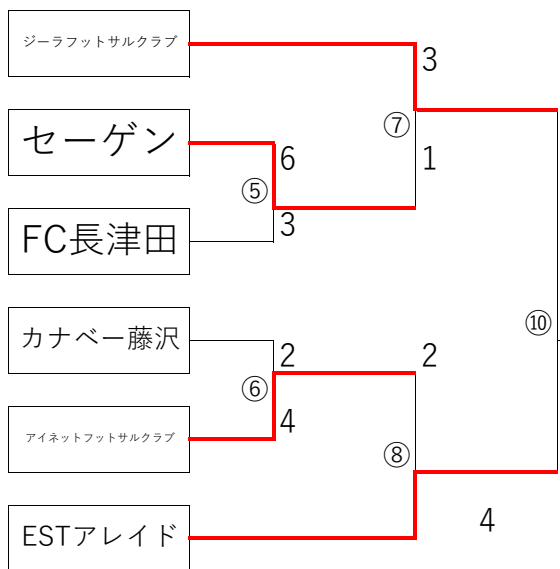 ジーラフットサルクラブ
3
⑦
セーゲン
6
1
⑤
3
FC長津田
⑩
カナベー藤沢
2
2
⑥
4
アイネットフットサルクラブ
⑧
4
ESTアレイド